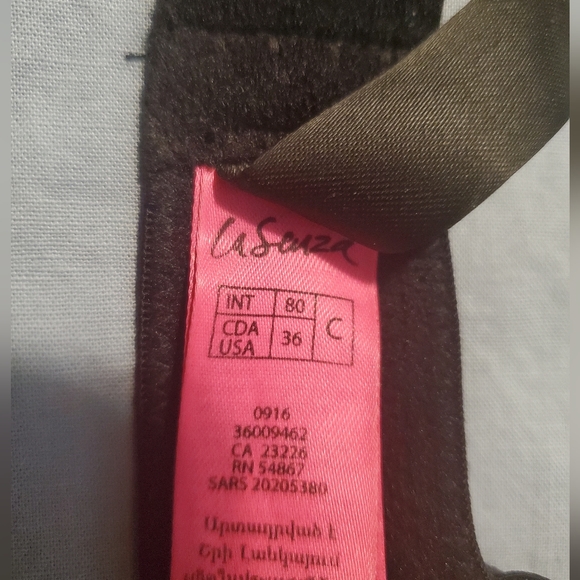 La Senza
INT 80 C
CDA USA 36
0916
36009462
CA 23226
RN 54867
SARS 20205380
Արտադրված է
Շրի Լանկայում